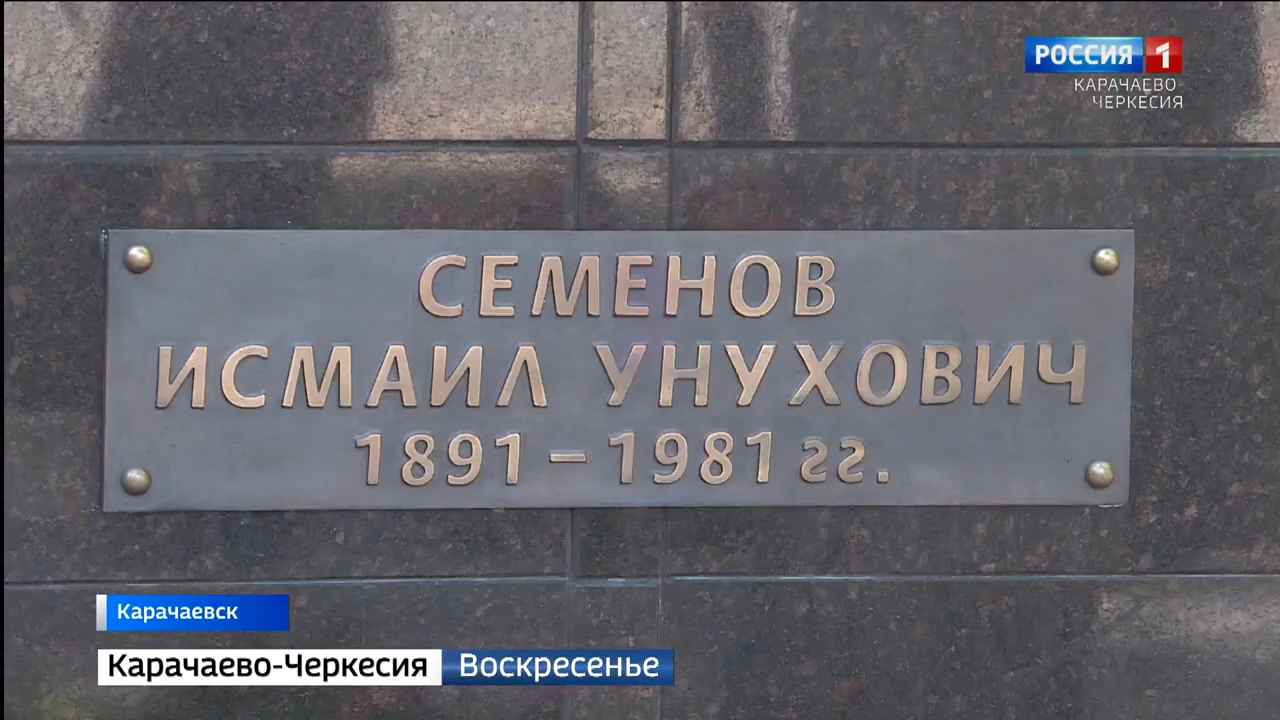 РОССИЯ 1
КАРАЧАЕВО-
ЧЕРКЕСИЯ
СЕМЕНОВ
ИСМАИЛ УНУХОВИЧ
1891 – 1981 гг.
Карачаевск
Карачаево-Черкесия Воскресенье